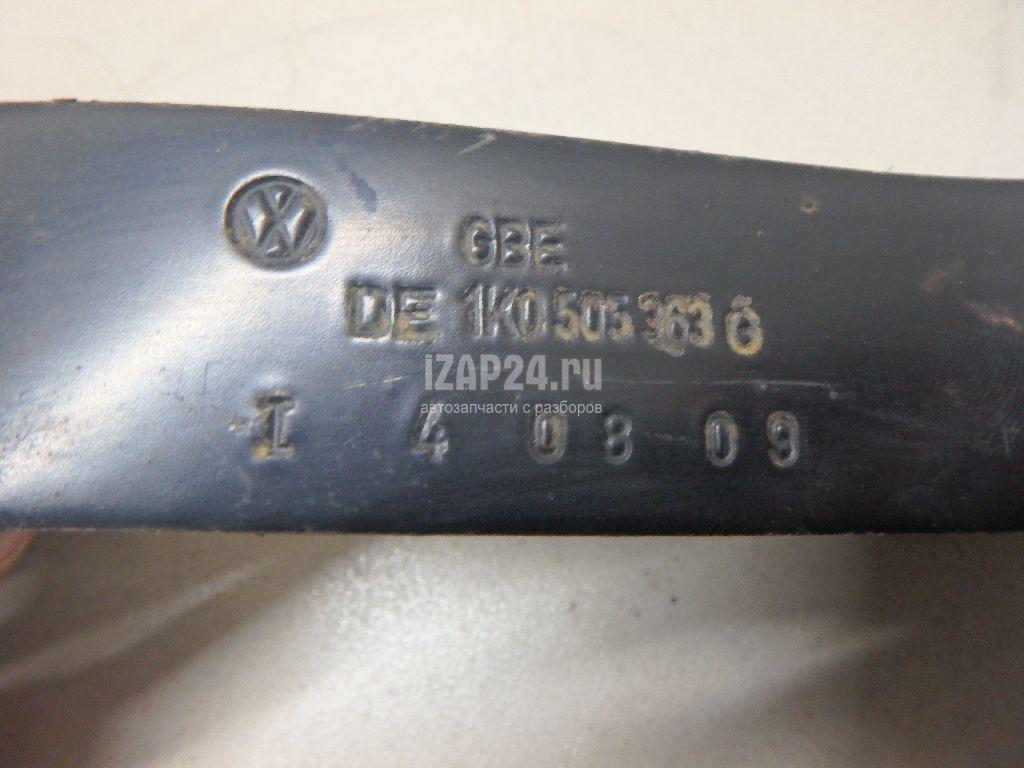 VW
GBE
DE 1K0 505 363 G
iZAP24.ru
автозапчасти с разборов
I 4 08 09